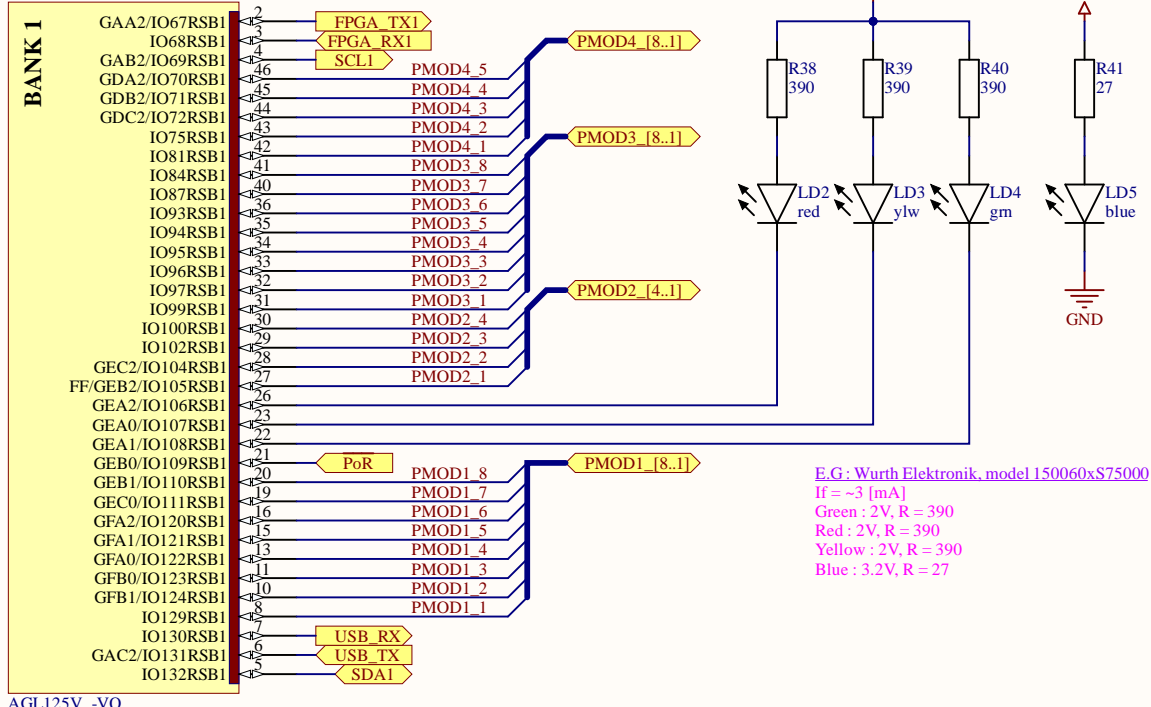 BANK 1
GAA2/IO67RSB1 2 FPGA_TX1
IO68RSB1 3 FPGA_RX1
GAB2/IO69RSB1 4 SCL1
GDA2/IO70RSB1 46 PMOD4_5
GDB2/IO71RSB1 45 PMOD4_4
GDC2/IO72RSB1 44 PMOD4_3
IO75RSB1 43 PMOD4_2
IO81RSB1 42 PMOD4_1
IO84RSB1 41 PMOD3_8
IO87RSB1 40 PMOD3_7
IO93RSB1 36 PMOD3_6
IO94RSB1 35 PMOD3_5
IO95RSB1 34 PMOD3_4
IO96RSB1 33 PMOD3_3
IO97RSB1 32 PMOD3_2
IO99RSB1 31 PMOD3_1
IO100RSB1 30 PMOD2_4
IO102RSB1 29 PMOD2_3
GEC2/IO104RSB1 28 PMOD2_2
FF/GEB2/IO105RSB1 27 PMOD2_1
GEA2/IO106RSB1 26
GEA0/IO107RSB1 23
GEA1/IO108RSB1 22
GEB0/IO109RSB1 21 PoR
GEB1/IO110RSB1 20 PMOD1_8
GEC0/IO111RSB1 19 PMOD1_7
GFA2/IO120RSB1 16 PMOD1_6
GFA1/IO121RSB1 15 PMOD1_5
GFA0/IO122RSB1 13 PMOD1_4
GFB0/IO123RSB1 11 PMOD1_3
GFB1/IO124RSB1 10 PMOD1_2
IO129RSB1 8 PMOD1_1
IO130RSB1 7 USB_RX
GAC2/IO131RSB1 6 USB_TX
IO132RSB1 5 SDA1
AGL125V_-VQ
PMOD4_[8..1]
PMOD3_[8..1]
PMOD2_[4..1]
PMOD1_[8..1]
R38
390
R39
390
R40
390
R41
27
LD2
red
LD3
ylw
LD4
grn
LD5
blue
GND
E.G : Wurth Elektronik, model 150060xS75000
If = ~3 [mA]
Green : 2V, R = 390
Red : 2V, R = 390
Yellow : 2V, R = 390
Blue : 3.2V, R = 27